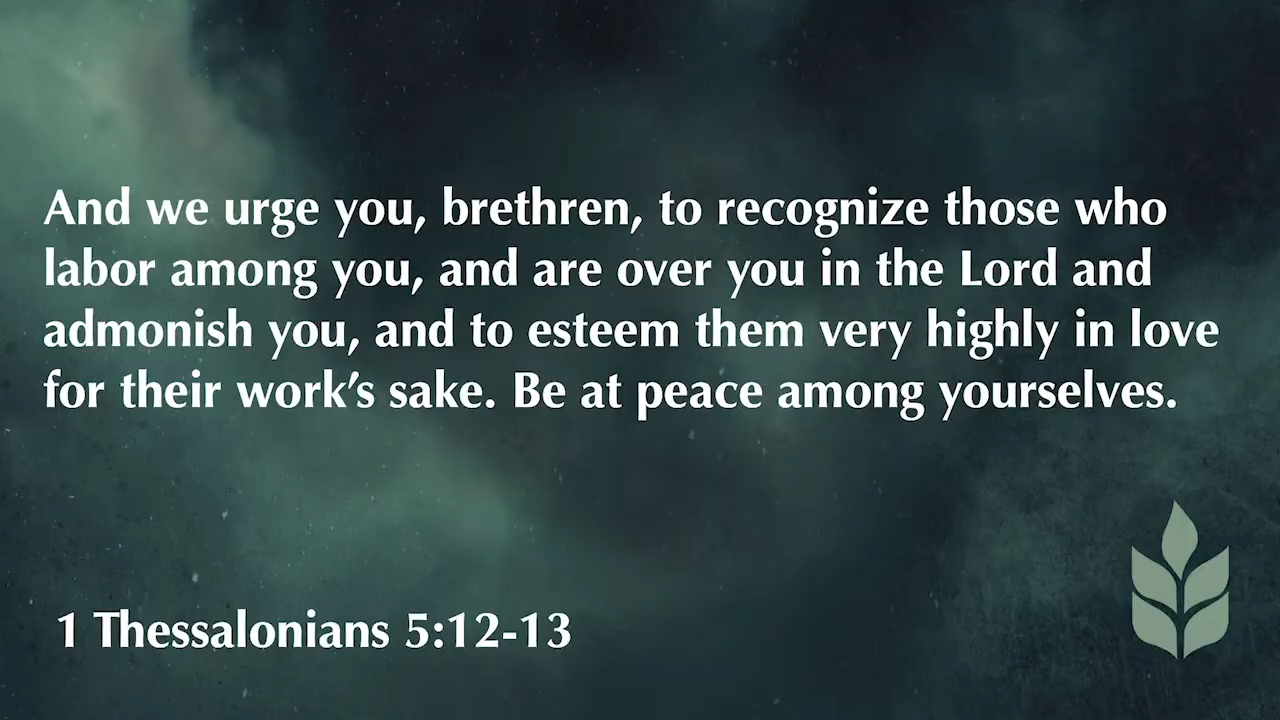 And we urge you, brethren, to recognize those who
labor among you, and are over you in the Lord and
admonish you, and to esteem them very highly in love
for their work’s sake. Be at peace among yourselves.
1 Thessalonians 5:12-13